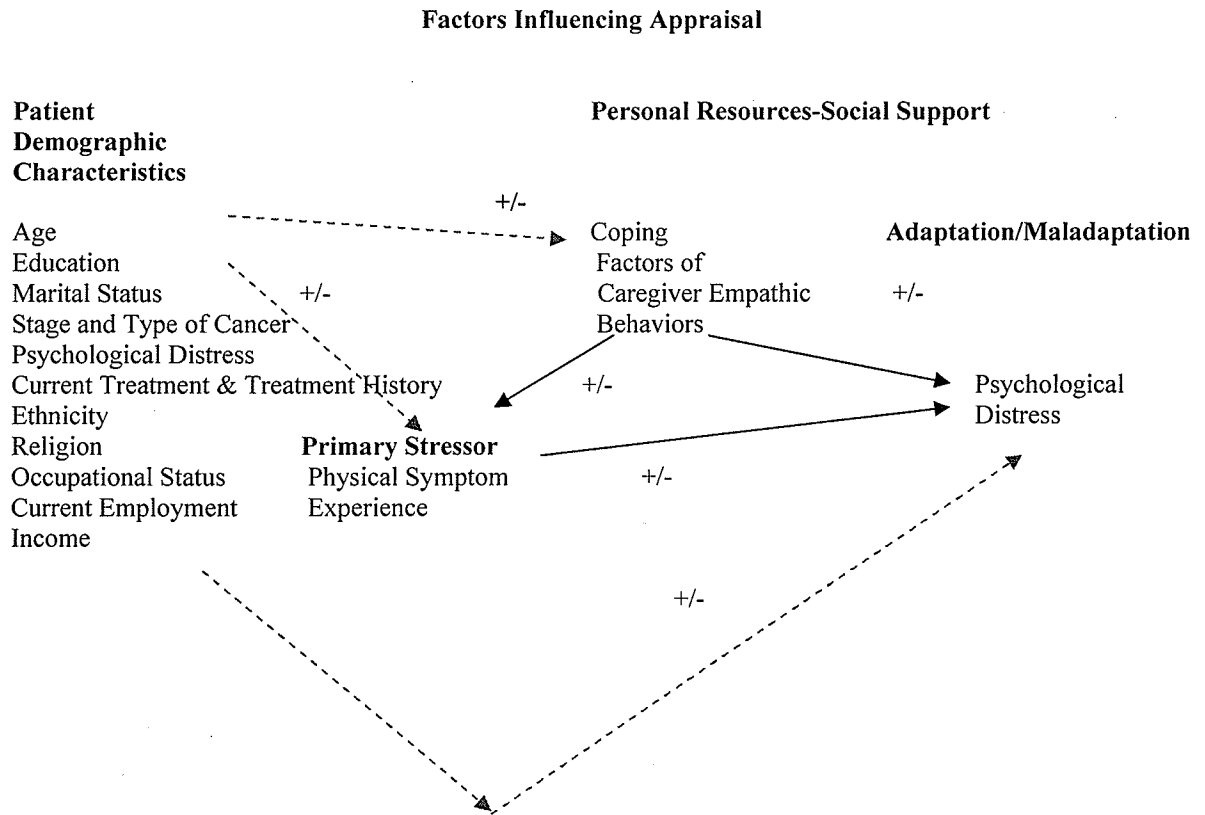 Factors Influencing Appraisal
Patient
Demographic
Characteristics
Personal Resources-Social Support
+/-
Age
Education
Marital Status
Stage and Type of Cancer
Psychological Distress
Current Treatment & Treatment History
Ethnicity
Religion
Occupational Status
Current Employment
Income
+/-
Coping
Factors of
Caregiver Empathic
Behaviors
Adaptation/Maladaptation
+/-
+/-
Psychological
Distress
Primary Stressor
Physical Symptom
Experience
+/-
+/-